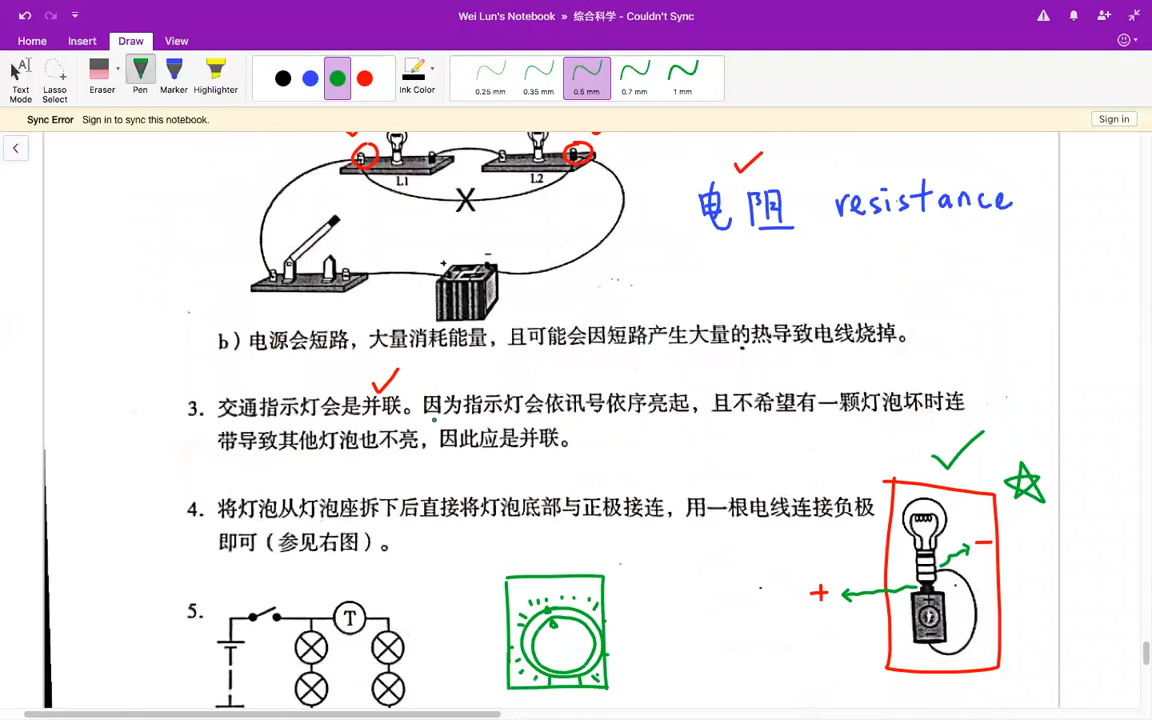 Wei Lun's Notebook » 综合科学 - Couldn't Sync
Home Insert Draw View
Text Mode
Lasso Select
Eraser
Pen
Marker
Highlighter
Ink Color
0.25 mm
0.35 mm
0.5 mm
0.7 mm
1 mm
Sync Error Sign in to sync this notebook.
Sign in
L1
L2
X
电阻 resistance
+ -
b）电源会短路，大量消耗能量，且可能会因短路产生大量的热导致电线烧掉。
3. 交通指示灯会是并联。因为指示灯会依讯号依序亮起，且不希望有一颗灯泡坏时连
带导致其他灯泡也不亮，因此应是并联。
4. 将灯泡从灯泡座拆下后直接将灯泡底部与正极接连，用一根电线连接负极
即可（参见右图）。
-
+
5.
T